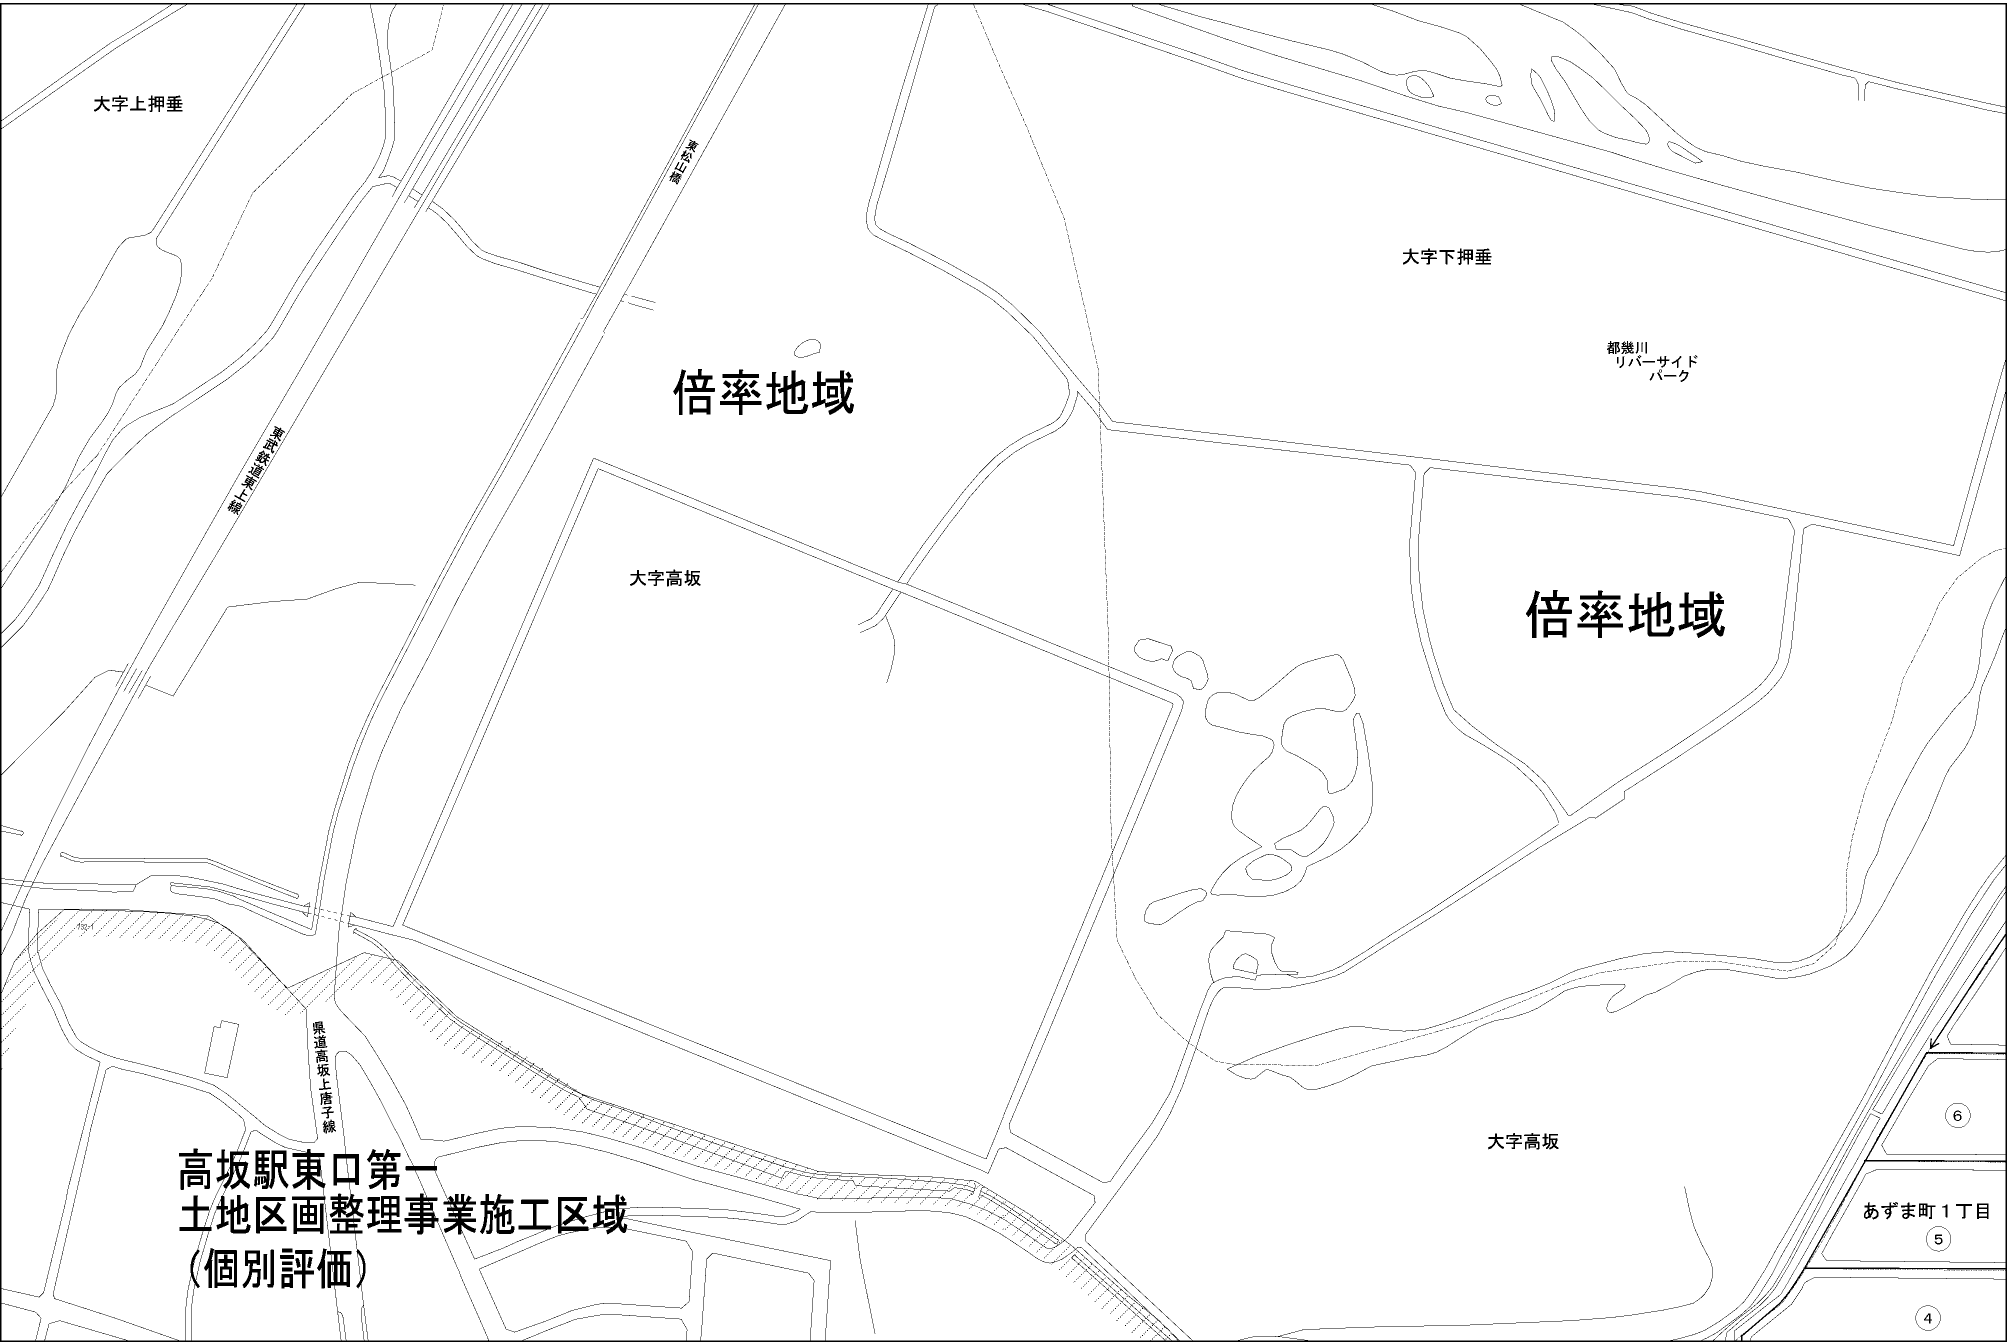 大字上押垂
東松山橋
大字下押垂
都幾川
リバーサイド
パーク
倍率地域
東武鉄道東上線
大字高坂
倍率地域
732-1
県道高坂上唐子線
6
大字高坂
高坂駅東口第一
土地区画整理事業施工区域
（個別評価）
あずま町１丁目
5
4